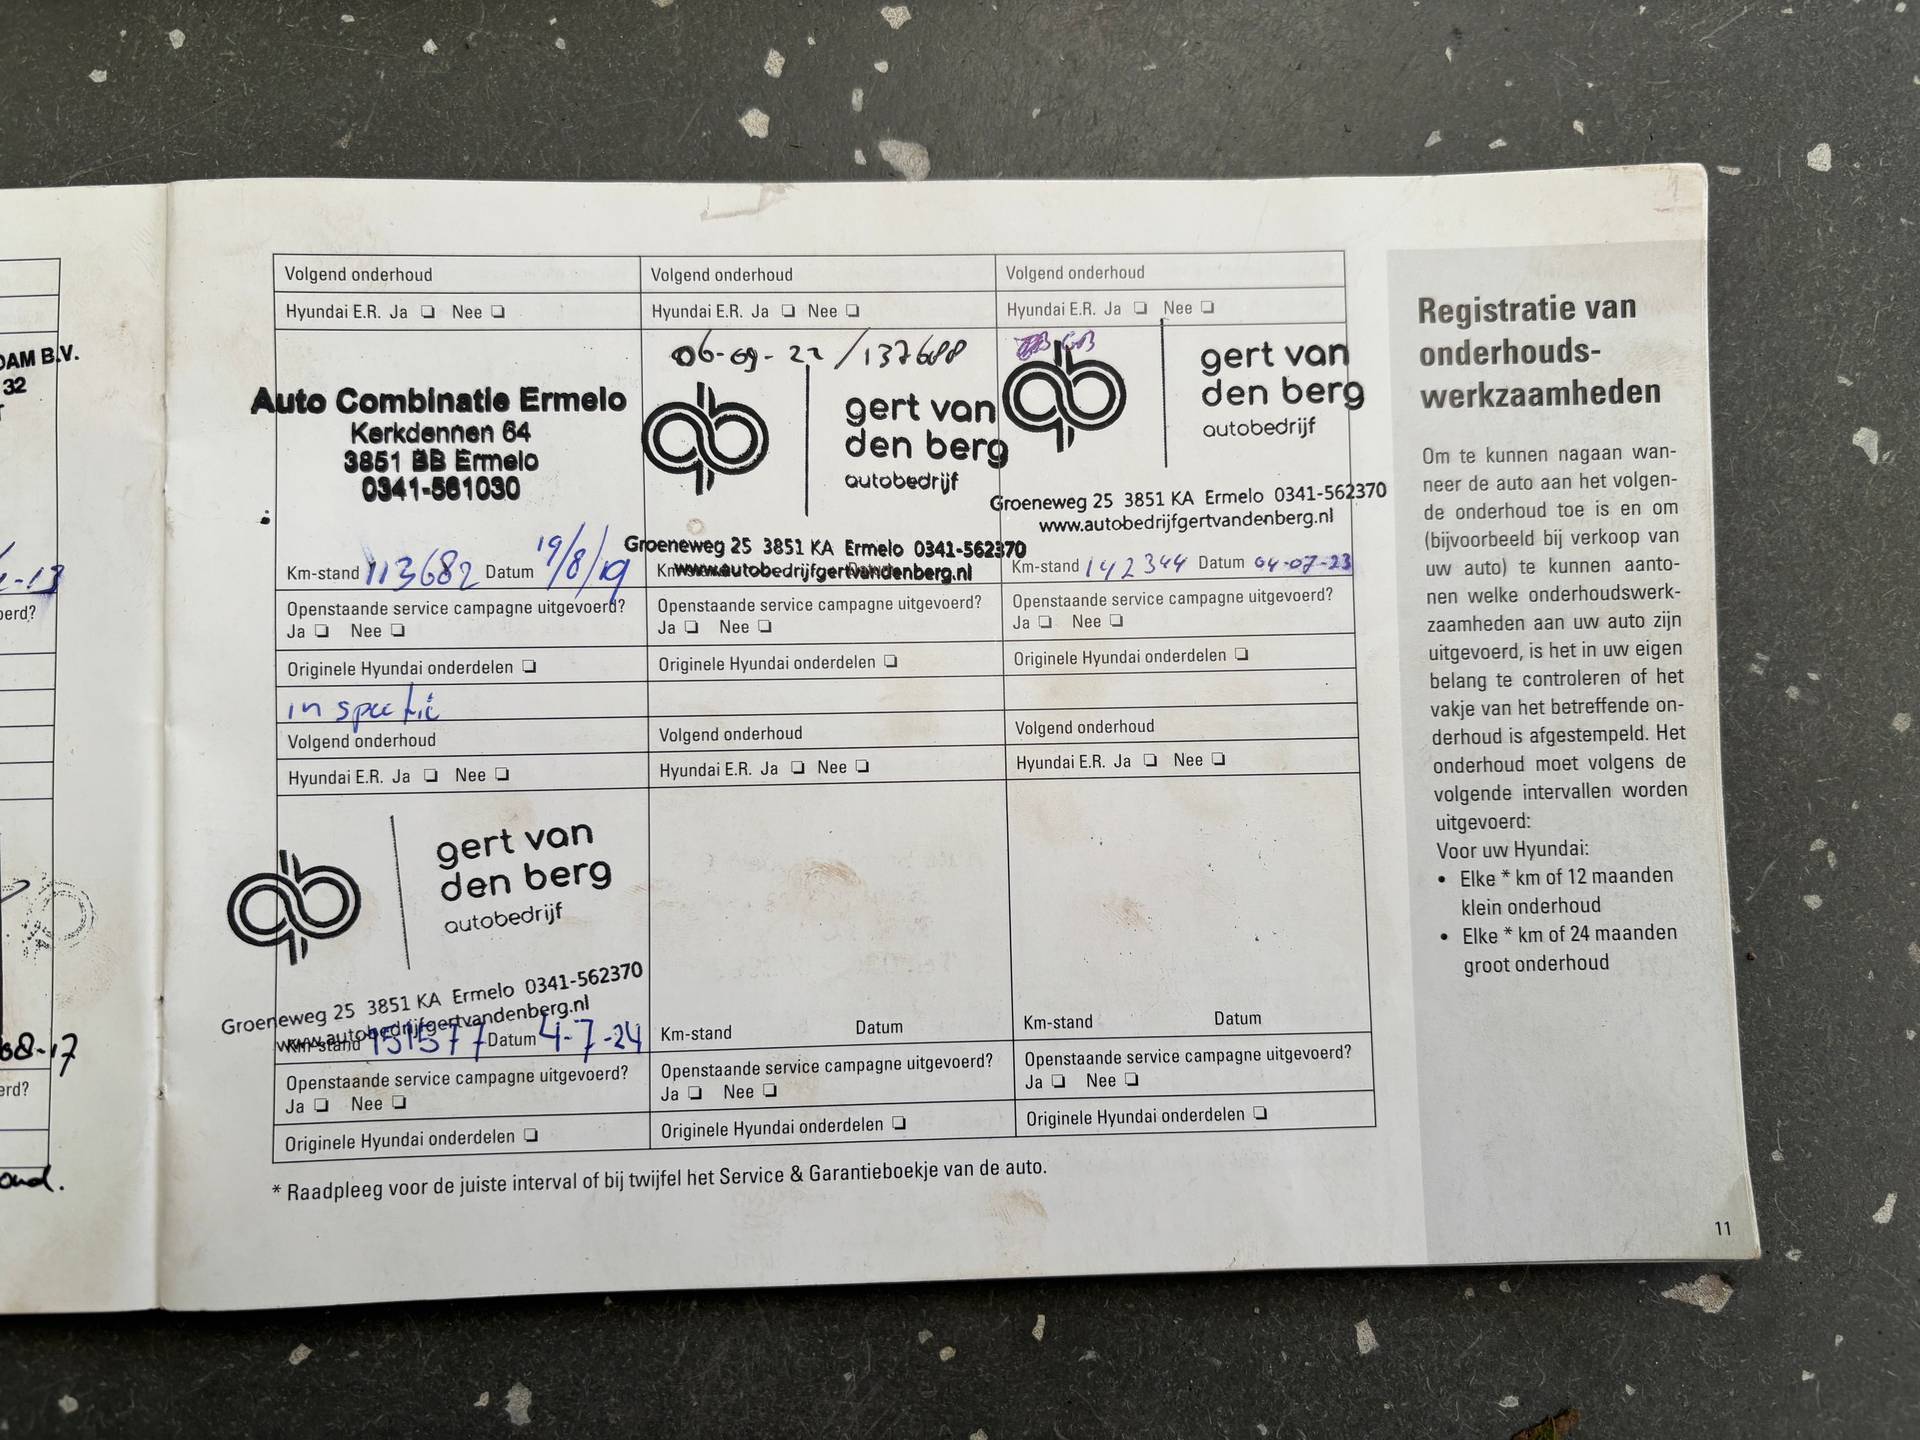 DAM B.V.
32
-13
oerd?
08-17
erd?
ond.
Volgend onderhoud
Hyundai E.R. Ja ❏ Nee ❏
Auto Combinatie Ermelo
Kerkdennen 64
3851 BB Ermelo
0341-561030
Km-stand 113682 Datum 19/8/19
Openstaande service campagne uitgevoerd?
Ja ❏ Nee ❏
Originele Hyundai onderdelen ❏
inspectie
Volgend onderhoud
Hyundai E.R. Ja ❏ Nee ❏
06-09-22 / 137688
gert van
den berg
autobedrijf
Groeneweg 25 3851 KA Ermelo 0341-562370
www.autobedrijfgertvandenberg.nl
Openstaande service campagne uitgevoerd?
Ja ❏ Nee ❏
Originele Hyundai onderdelen ❏
Volgend onderhoud
Hyundai E.R. Ja ❏ Nee ❏
GB
gert van
den berg
autobedrijf
Groeneweg 25 3851 KA Ermelo 0341-562370
www.autobedrijfgertvandenberg.nl
Km-stand 142344 Datum 04-07-23
Openstaande service campagne uitgevoerd?
Ja ❏ Nee ❏
Originele Hyundai onderdelen ❏
Volgend onderhoud
Hyundai E.R. Ja ❏ Nee ❏
gert van
den berg
autobedrijf
Groeneweg 25 3851 KA Ermelo 0341-562370
www.autobedrijfgertvandenberg.nl
Km-stand 151577 Datum 4-7-24
Openstaande service campagne uitgevoerd?
Ja ❏ Nee ❏
Originele Hyundai onderdelen ❏
Volgend onderhoud
Hyundai E.R. Ja ❏ Nee ❏
Km-stand Datum
Openstaande service campagne uitgevoerd?
Ja ❏ Nee ❏
Originele Hyundai onderdelen ❏
Volgend onderhoud
Hyundai E.R. Ja ❏ Nee ❏
Km-stand Datum
Openstaande service campagne uitgevoerd?
Ja ❏ Nee ❏
Originele Hyundai onderdelen ❏
* Raadpleeg voor de juiste interval of bij twijfel het Service & Garantieboekje van de auto.
Registratie van
onderhouds-
werkzaamheden
Om te kunnen nagaan wan-
neer de auto aan het volgen-
de onderhoud toe is en om
(bijvoorbeeld bij verkoop van
uw auto) te kunnen aanto-
nen welke onderhoudswerk-
zaamheden aan uw auto zijn
uitgevoerd, is het in uw eigen
belang te controleren of het
vakje van het betreffende on-
derhoud is afgestempeld. Het
onderhoud moet volgens de
volgende intervallen worden
uitgevoerd:
Voor uw Hyundai:
• Elke * km of 12 maanden
klein onderhoud
• Elke * km of 24 maanden
groot onderhoud
11